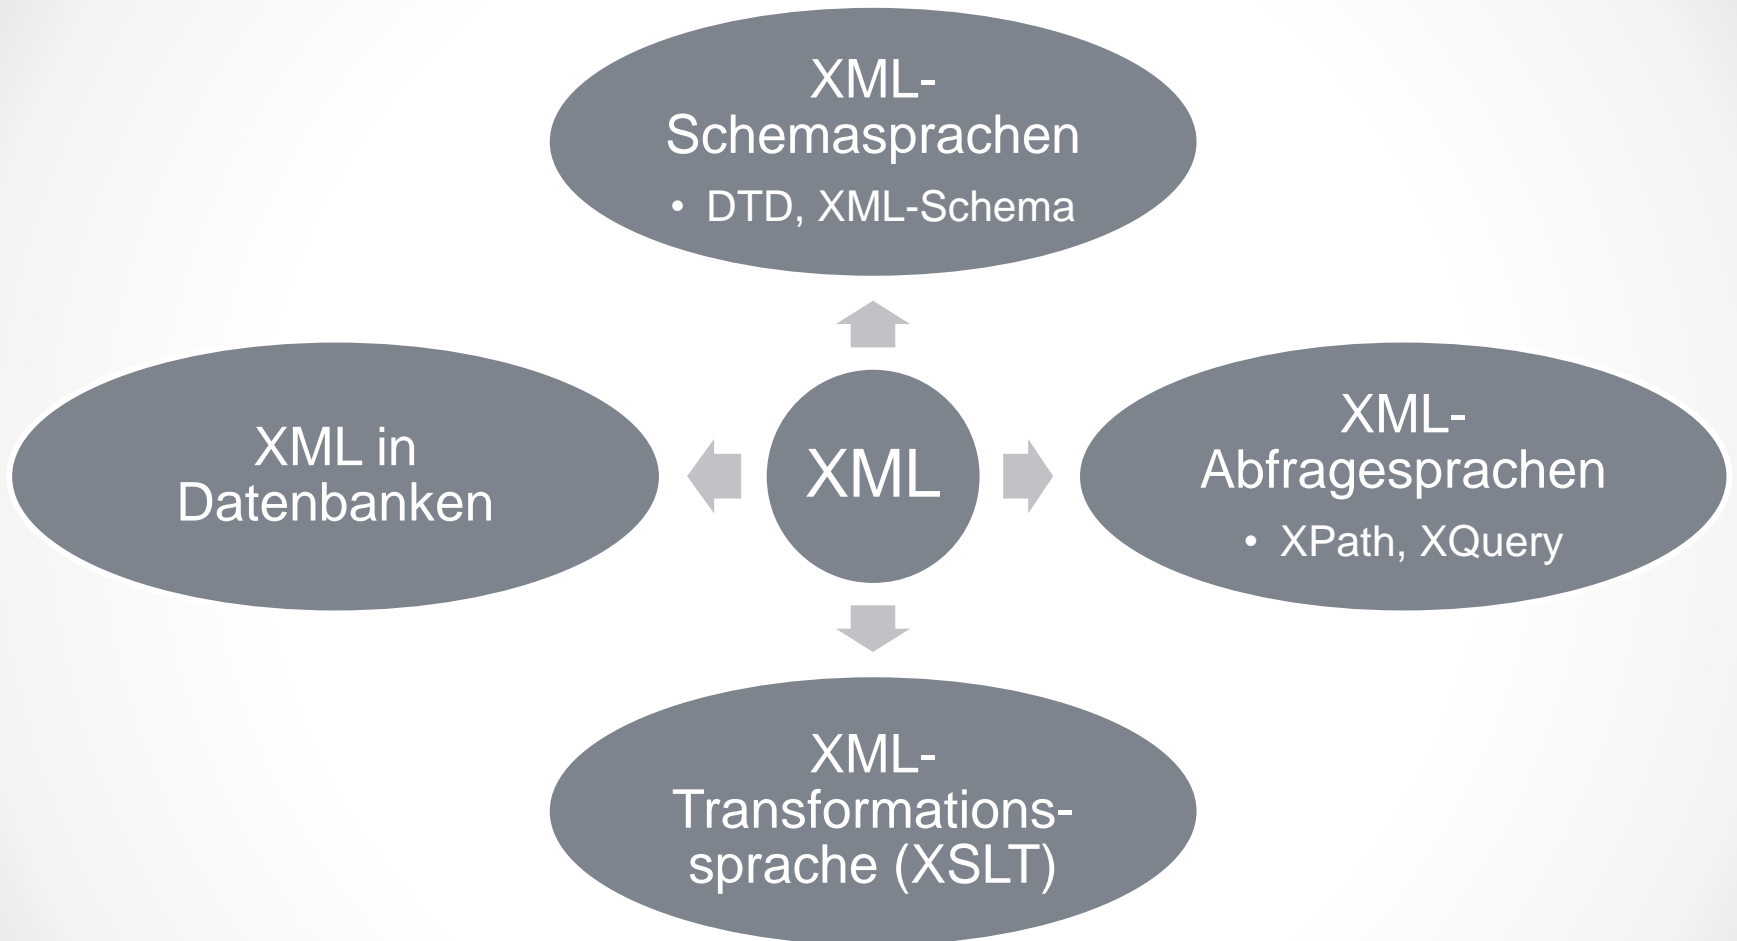 XML-
Schemasprachen
• DTD, XML-Schema
XML in
Datenbanken
XML
XML-
Abfragesprachen
• XPath, XQuery
XML-
Transformations-
sprache (XSLT)